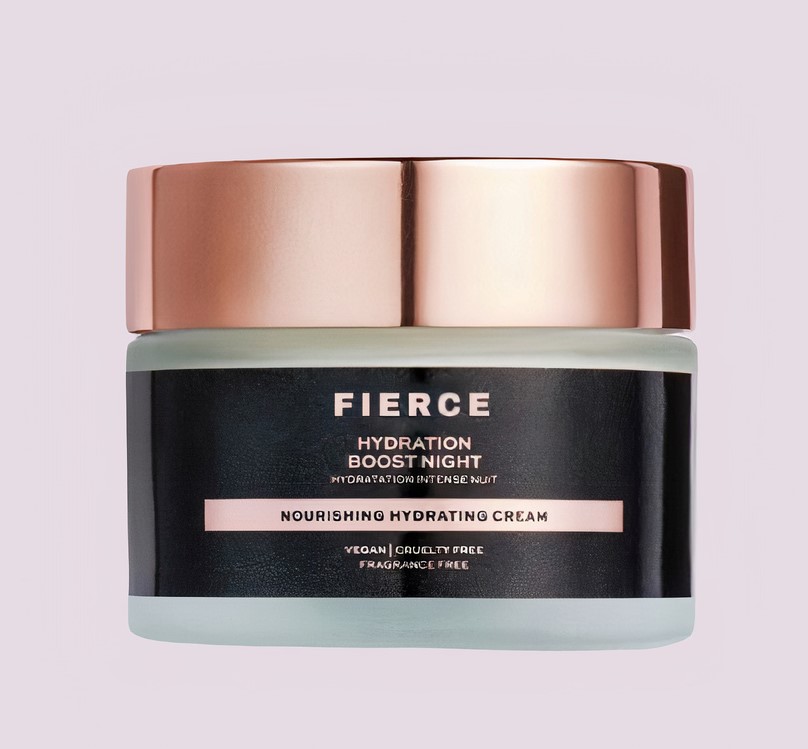 FIERCE
HYDRATION
BOOST NIGHT
HYDRATATION INTENSE NUIT
NOURISHING HYDRATING CREAM
VEGAN | CRUELTY FREE
FRAGRANCE FREE